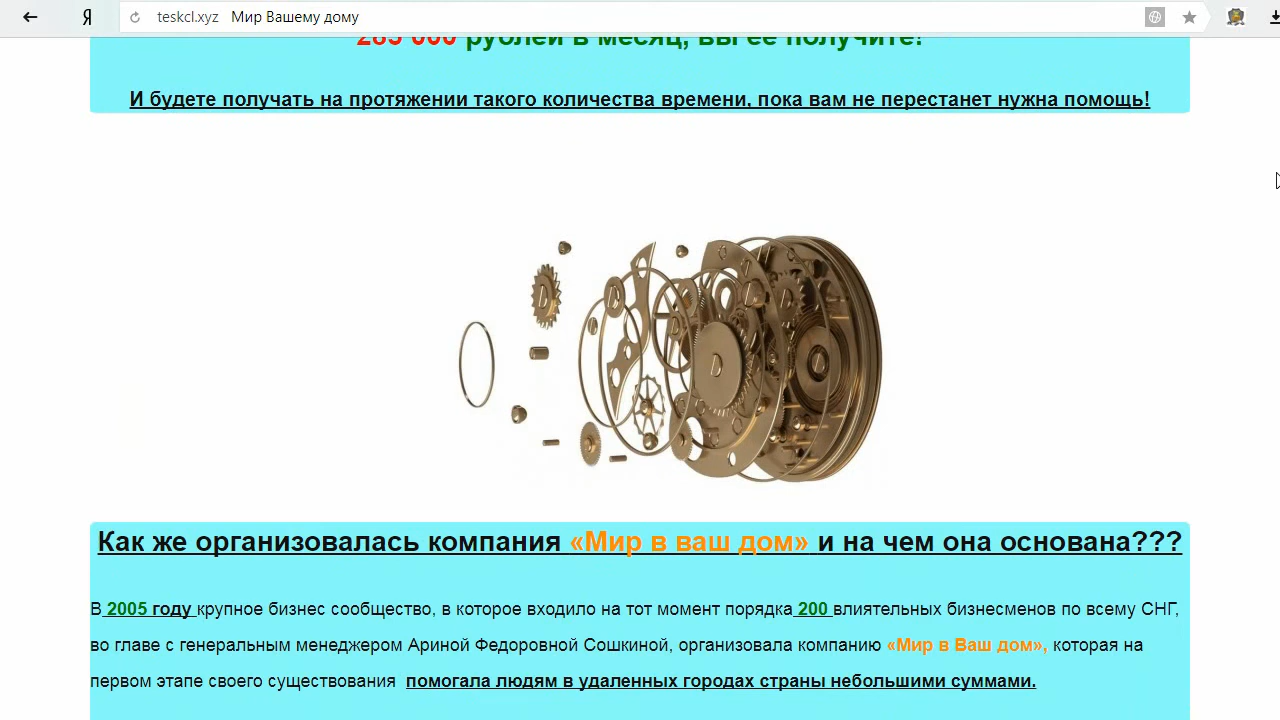 Я teskcl.xyz Мир Вашему дому
285 000 рублей в месяц, вы ее получите!
И будете получать на протяжении такого количества времени, пока вам не перестанет нужна помощь!
Как же организовалась компания «Мир в ваш дом» и на чем она основана???
В 2005 году крупное бизнес сообщество, в которое входило на тот момент порядка 200 влиятельных бизнесменов по всему СНГ,
во главе с генеральным менеджером Ариной Федоровной Сошкиной, организовала компанию «Мир в Ваш дом», которая на
первом этапе своего существования помогала людям в удаленных городах страны небольшими суммами.